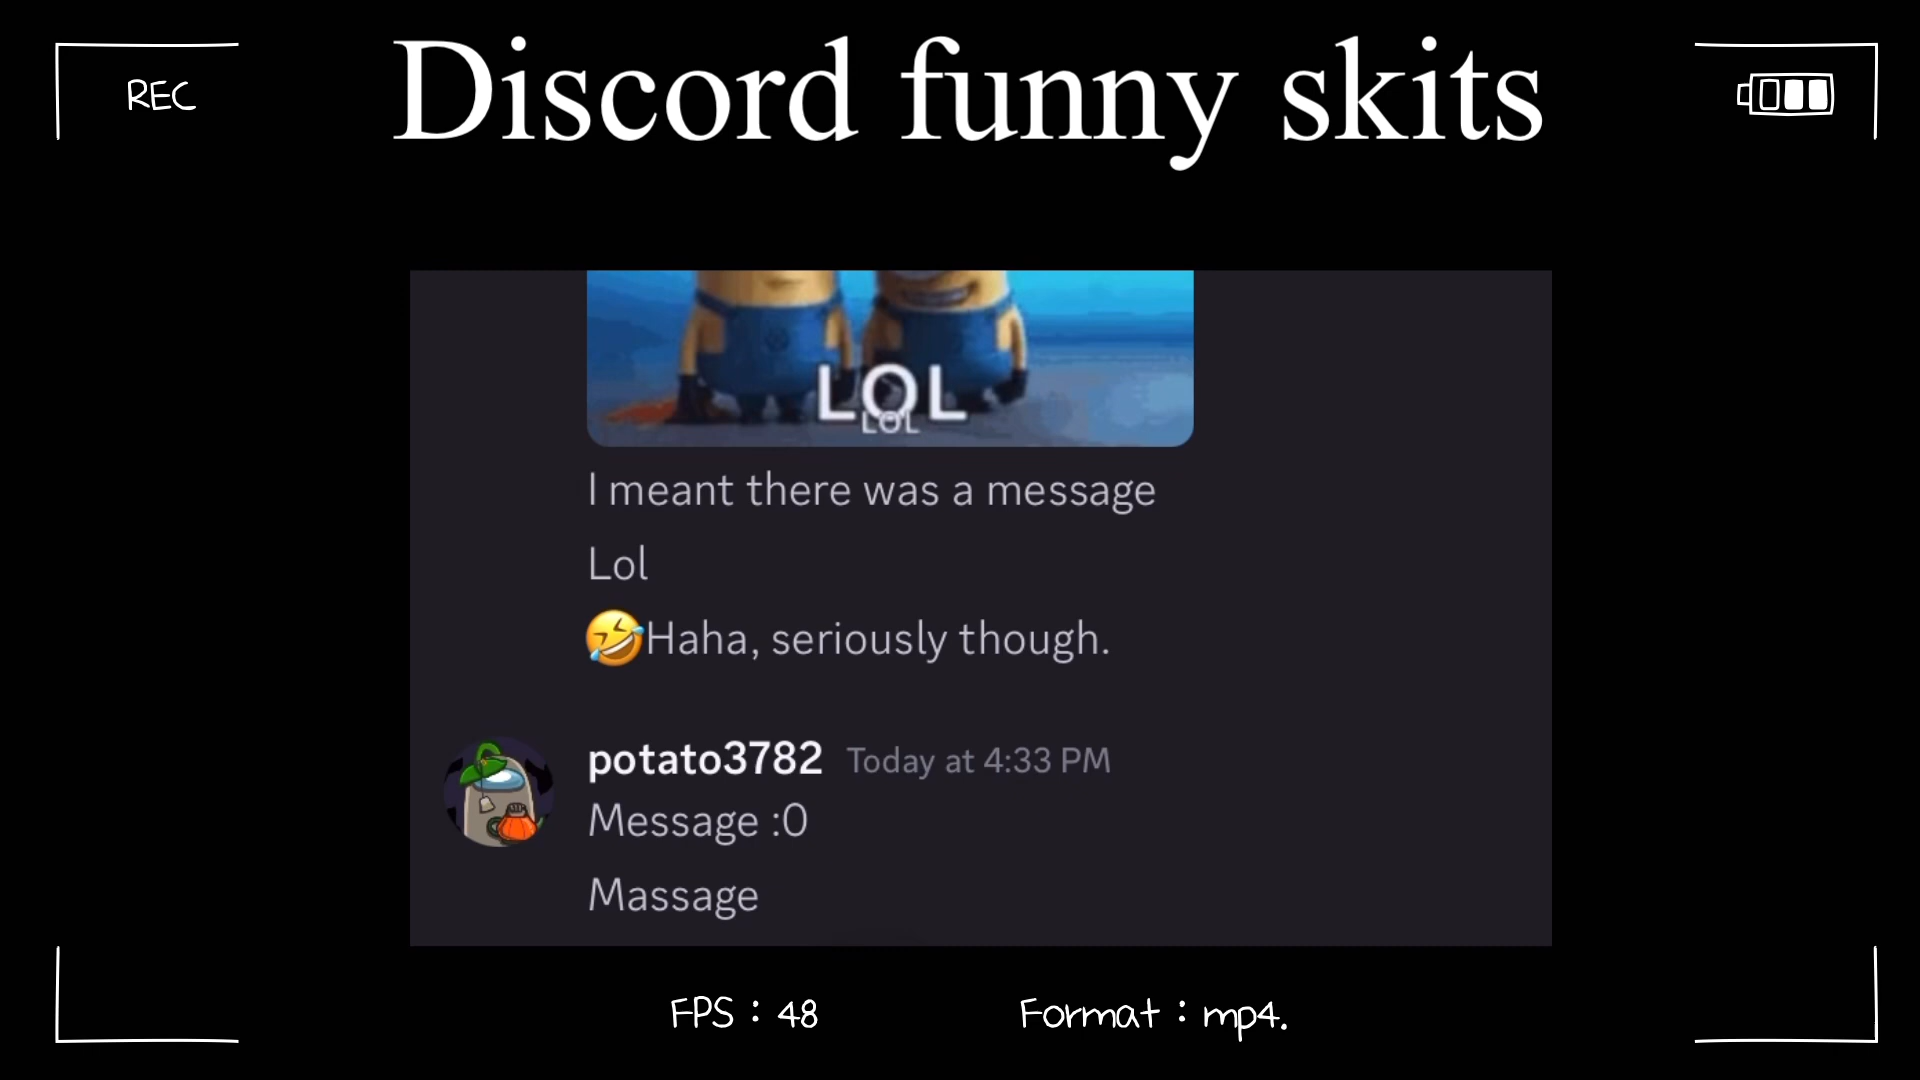 REC
Discord funny skits
LOL
LOL
I meant there was a message
Lol
🤣Haha, seriously though.
potato3782 Today at 4:33 PM
Message :0
Massage
FPS : 48
Format : mp4.